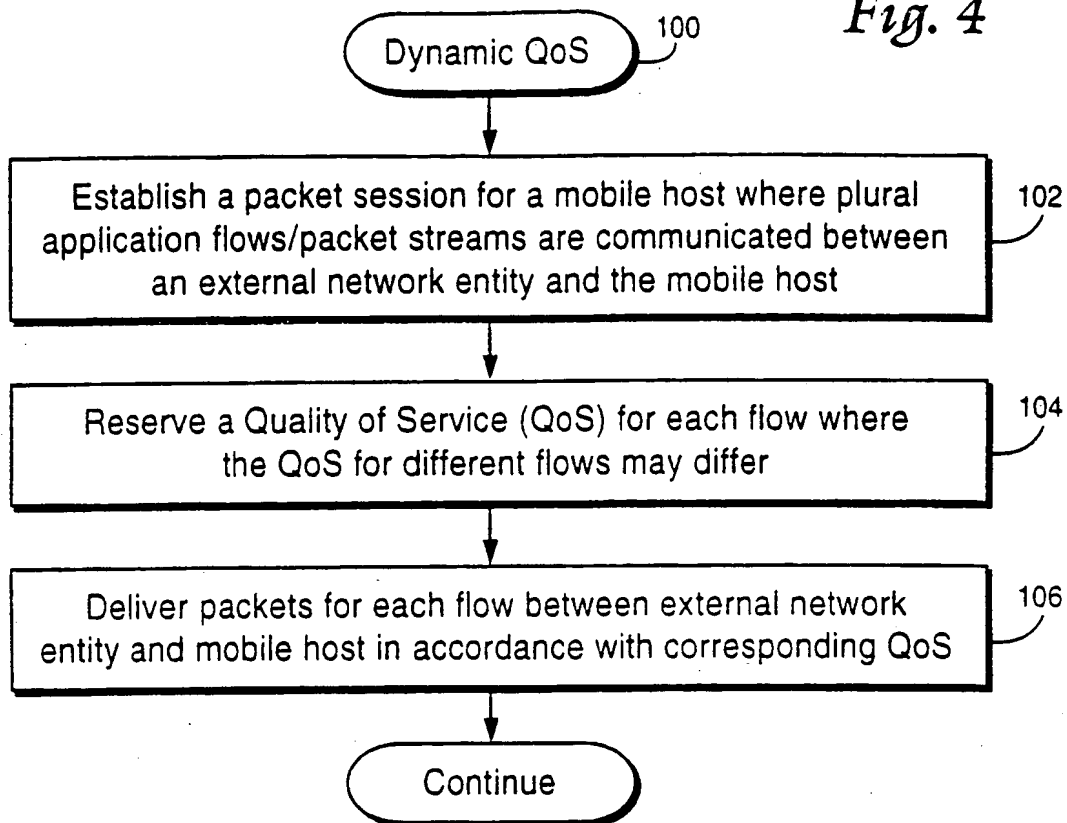 Fig. 4
Dynamic QoS
100
Establish a packet session for a mobile host where plural
application flows/packet streams are communicated between
an external network entity and the mobile host
102
Reserve a Quality of Service (QoS) for each flow where
the QoS for different flows may differ
104
Deliver packets for each flow between external network
entity and mobile host in accordance with corresponding QoS
106
Continue